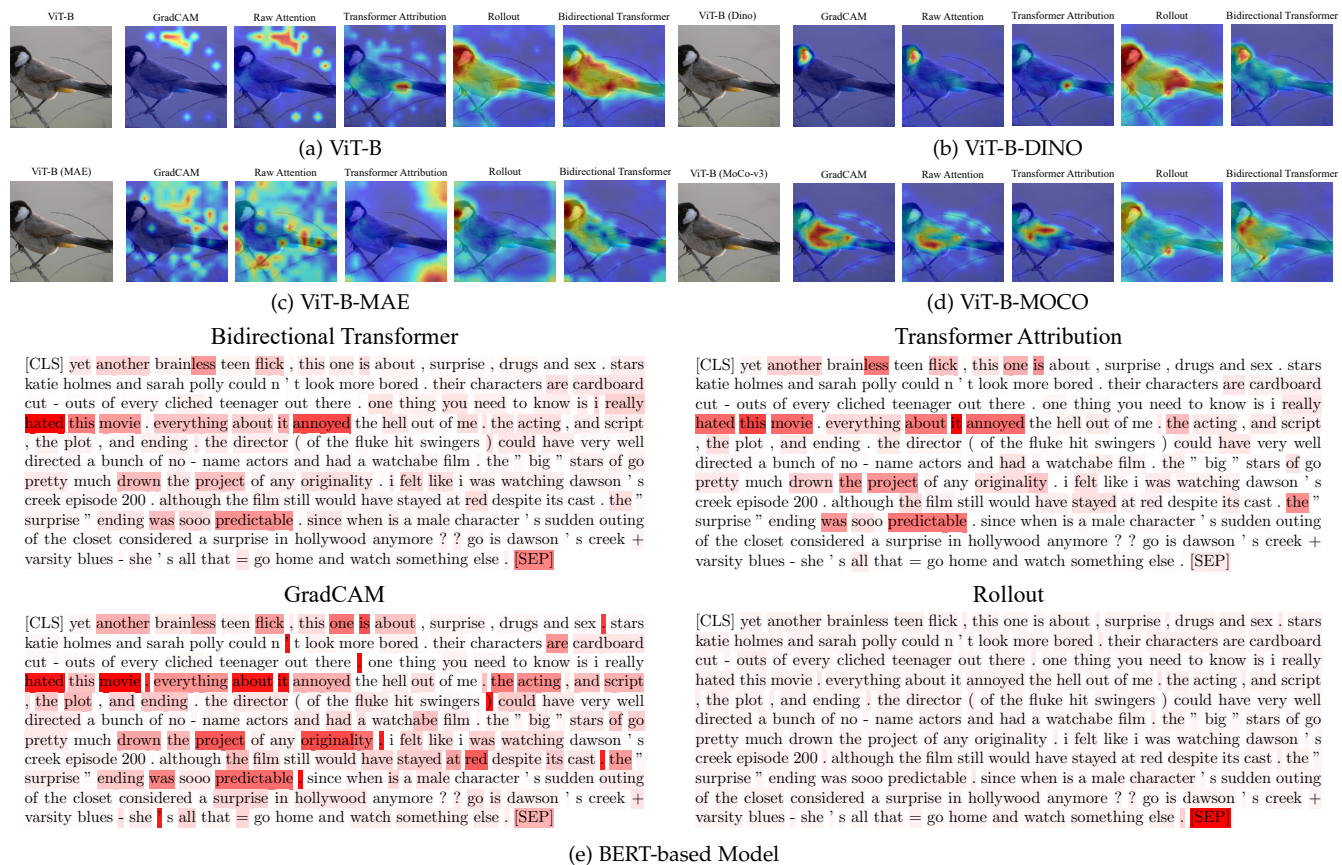 ViT-B
GradCAM
Raw Attention
Transformer Attribution
Rollout
Bidirectional Transformer
ViT-B (Dino)
GradCAM
Raw Attention
Transformer Attribution
Rollout
Bidirectional Transformer
(a) ViT-B
(b) ViT-B-DINO
ViT-B (MAE)
GradCAM
Raw Attention
Transformer Attribution
Rollout
Bidirectional Transformer
ViT-B (MoCo-v3)
GradCAM
Raw Attention
Transformer Attribution
Rollout
Bidirectional Transformer
(c) ViT-B-MAE
(d) ViT-B-MOCO
Bidirectional Transformer
[CLS] yet another brainless teen flick , this one is about , surprise , drugs and sex . stars
katie holmes and sarah polly could n ' t look more bored . their characters are cardboard
cut - outs of every cliched teenager out there . one thing you need to know is i really
hated this movie . everything about it annoyed the hell out of me . the acting , and script
, the plot , and ending . the director ( of the fluke hit swingers ) could have very well
directed a bunch of no - name actors and had a watchabe film . the ” big ” stars of go
pretty much drown the project of any originality . i felt like i was watching dawson ' s
creek episode 200 . although the film still would have stayed at red despite its cast . the ”
surprise ” ending was sooo predictable . since when is a male character ' s sudden outing
of the closet considered a surprise in hollywood anymore ? ? go is dawson ' s creek +
varsity blues - she ' s all that = go home and watch something else . [SEP]
Transformer Attribution
[CLS] yet another brainless teen flick , this one is about , surprise , drugs and sex . stars
katie holmes and sarah polly could n ' t look more bored . their characters are cardboard
cut - outs of every cliched teenager out there . one thing you need to know is i really
hated this movie . everything about it annoyed the hell out of me . the acting , and script
, the plot , and ending . the director ( of the fluke hit swingers ) could have very well
directed a bunch of no - name actors and had a watchabe film . the ” big ” stars of go
pretty much drown the project of any originality . i felt like i was watching dawson ' s
creek episode 200 . although the film still would have stayed at red despite its cast . the ”
surprise ” ending was sooo predictable . since when is a male character ' s sudden outing
of the closet considered a surprise in hollywood anymore ? ? go is dawson ' s creek +
varsity blues - she ' s all that = go home and watch something else . [SEP]
GradCAM
[CLS] yet another brainless teen flick , this one is about , surprise , drugs and sex . stars
katie holmes and sarah polly could n ' t look more bored . their characters are cardboard
cut - outs of every cliched teenager out there . one thing you need to know is i really
hated this movie . everything about it annoyed the hell out of me . the acting , and script
, the plot , and ending . the director ( of the fluke hit swingers ) could have very well
directed a bunch of no - name actors and had a watchabe film . the ” big ” stars of go
pretty much drown the project of any originality . i felt like i was watching dawson ' s
creek episode 200 . although the film still would have stayed at red despite its cast . the ”
surprise ” ending was sooo predictable . since when is a male character ' s sudden outing
of the closet considered a surprise in hollywood anymore ? ? go is dawson ' s creek +
varsity blues - she ' s all that = go home and watch something else . [SEP]
Rollout
[CLS] yet another brainless teen flick , this one is about , surprise , drugs and sex . stars
katie holmes and sarah polly could n ' t look more bored . their characters are cardboard
cut - outs of every cliched teenager out there . one thing you need to know is i really
hated this movie . everything about it annoyed the hell out of me . the acting , and script
, the plot , and ending . the director ( of the fluke hit swingers ) could have very well
directed a bunch of no - name actors and had a watchabe film . the ” big ” stars of go
pretty much drown the project of any originality . i felt like i was watching dawson ' s
creek episode 200 . although the film still would have stayed at red despite its cast . the ”
surprise ” ending was sooo predictable . since when is a male character ' s sudden outing
of the closet considered a surprise in hollywood anymore ? ? go is dawson ' s creek +
varsity blues - she ' s all that = go home and watch something else . [SEP]
(e) BERT-based Model